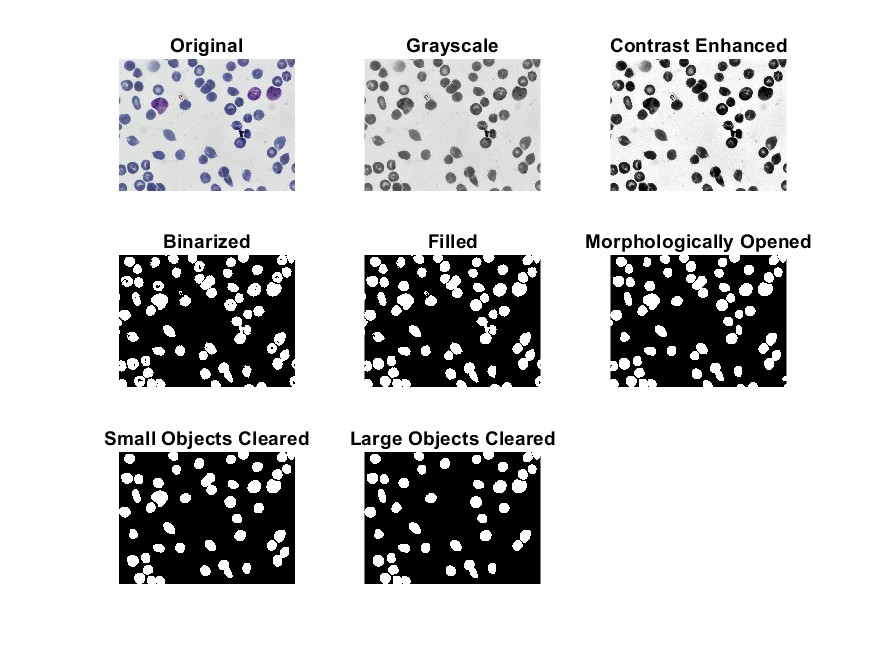 Original
Grayscale
Contrast Enhanced
Binarized
Filled
Morphologically Opened
Small Objects Cleared
Large Objects Cleared